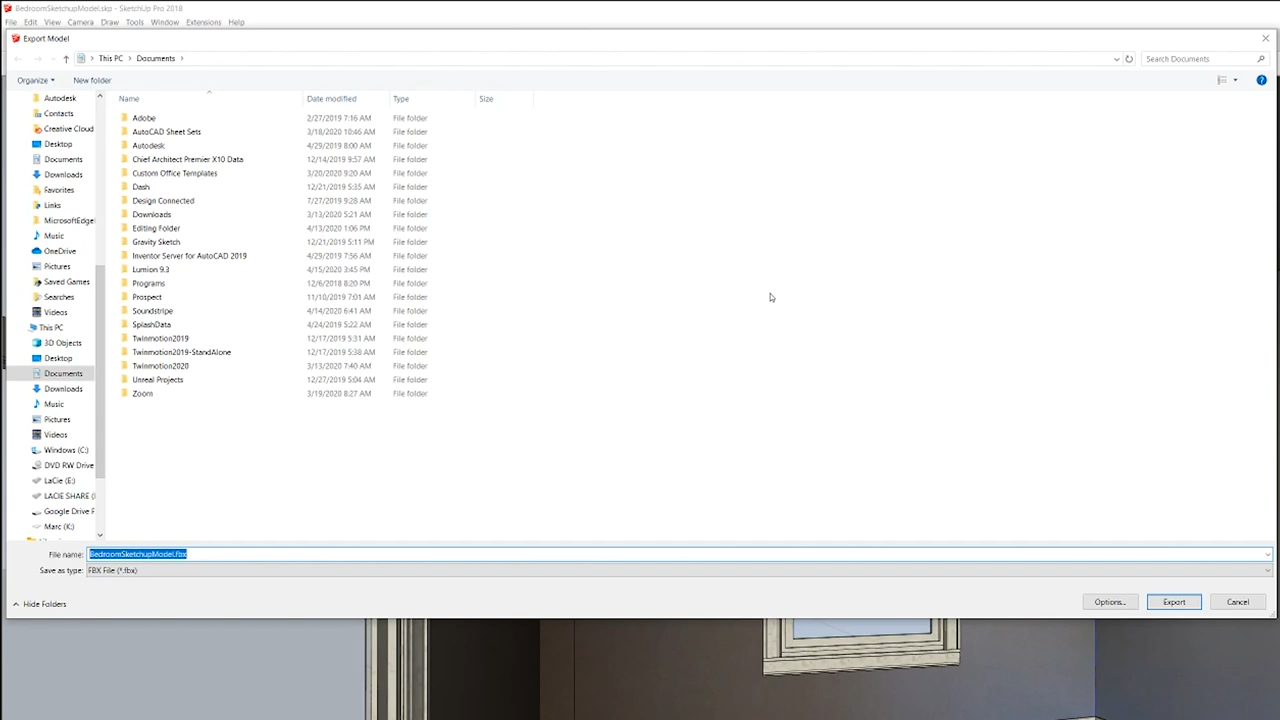 BedroomSketchupModel.skp - SketchUp Pro 2018
File Edit View Camera Draw Tools Window Extensions Help
Export Model
This PC > Documents >
Search Documents
Organize New folder
Name Date modified Type Size
Autodesk
Contacts
Creative Cloud
Desktop
Documents
Downloads
Favorites
Links
MicrosoftEdge
Music
OneDrive
Pictures
Saved Games
Searches
Videos
This PC
3D Objects
Desktop
Documents
Downloads
Music
Pictures
Videos
Windows (C:)
DVD RW Drive
LaCie (E:)
LACIE SHARE (
Google Drive F
Marc (K:)
Adobe 2/27/2019 7:16 AM File folder
AutoCAD Sheet Sets 3/18/2020 10:46 AM File folder
Autodesk 4/29/2019 8:00 AM File folder
Chief Architect Premier X10 Data 12/14/2019 9:57 AM File folder
Custom Office Templates 3/20/2020 9:20 AM File folder
Dash 12/21/2019 5:35 AM File folder
Design Connected 7/27/2019 9:28 AM File folder
Downloads 3/13/2020 5:21 AM File folder
Editing Folder 4/13/2020 1:06 PM File folder
Gravity Sketch 12/21/2019 5:11 PM File folder
Inventor Server for AutoCAD 2019 4/29/2019 7:56 AM File folder
Lumion 9.3 4/15/2020 3:45 PM File folder
Programs 12/6/2018 8:20 PM File folder
Prospect 11/10/2019 7:01 AM File folder
Soundstripe 4/14/2020 6:41 AM File folder
SplashData 4/24/2019 5:22 AM File folder
Twinmotion2019 12/17/2019 5:31 AM File folder
Twinmotion2019-StandAlone 12/17/2019 5:38 AM File folder
Twinmotion2020 3/13/2020 7:40 AM File folder
Unreal Projects 12/27/2019 5:04 AM File folder
Zoom 3/19/2020 8:27 AM File folder
File name: BedroomSketchupModel.fbx
Save as type: FBX File (*.fbx)
Hide Folders
Options... Export Cancel